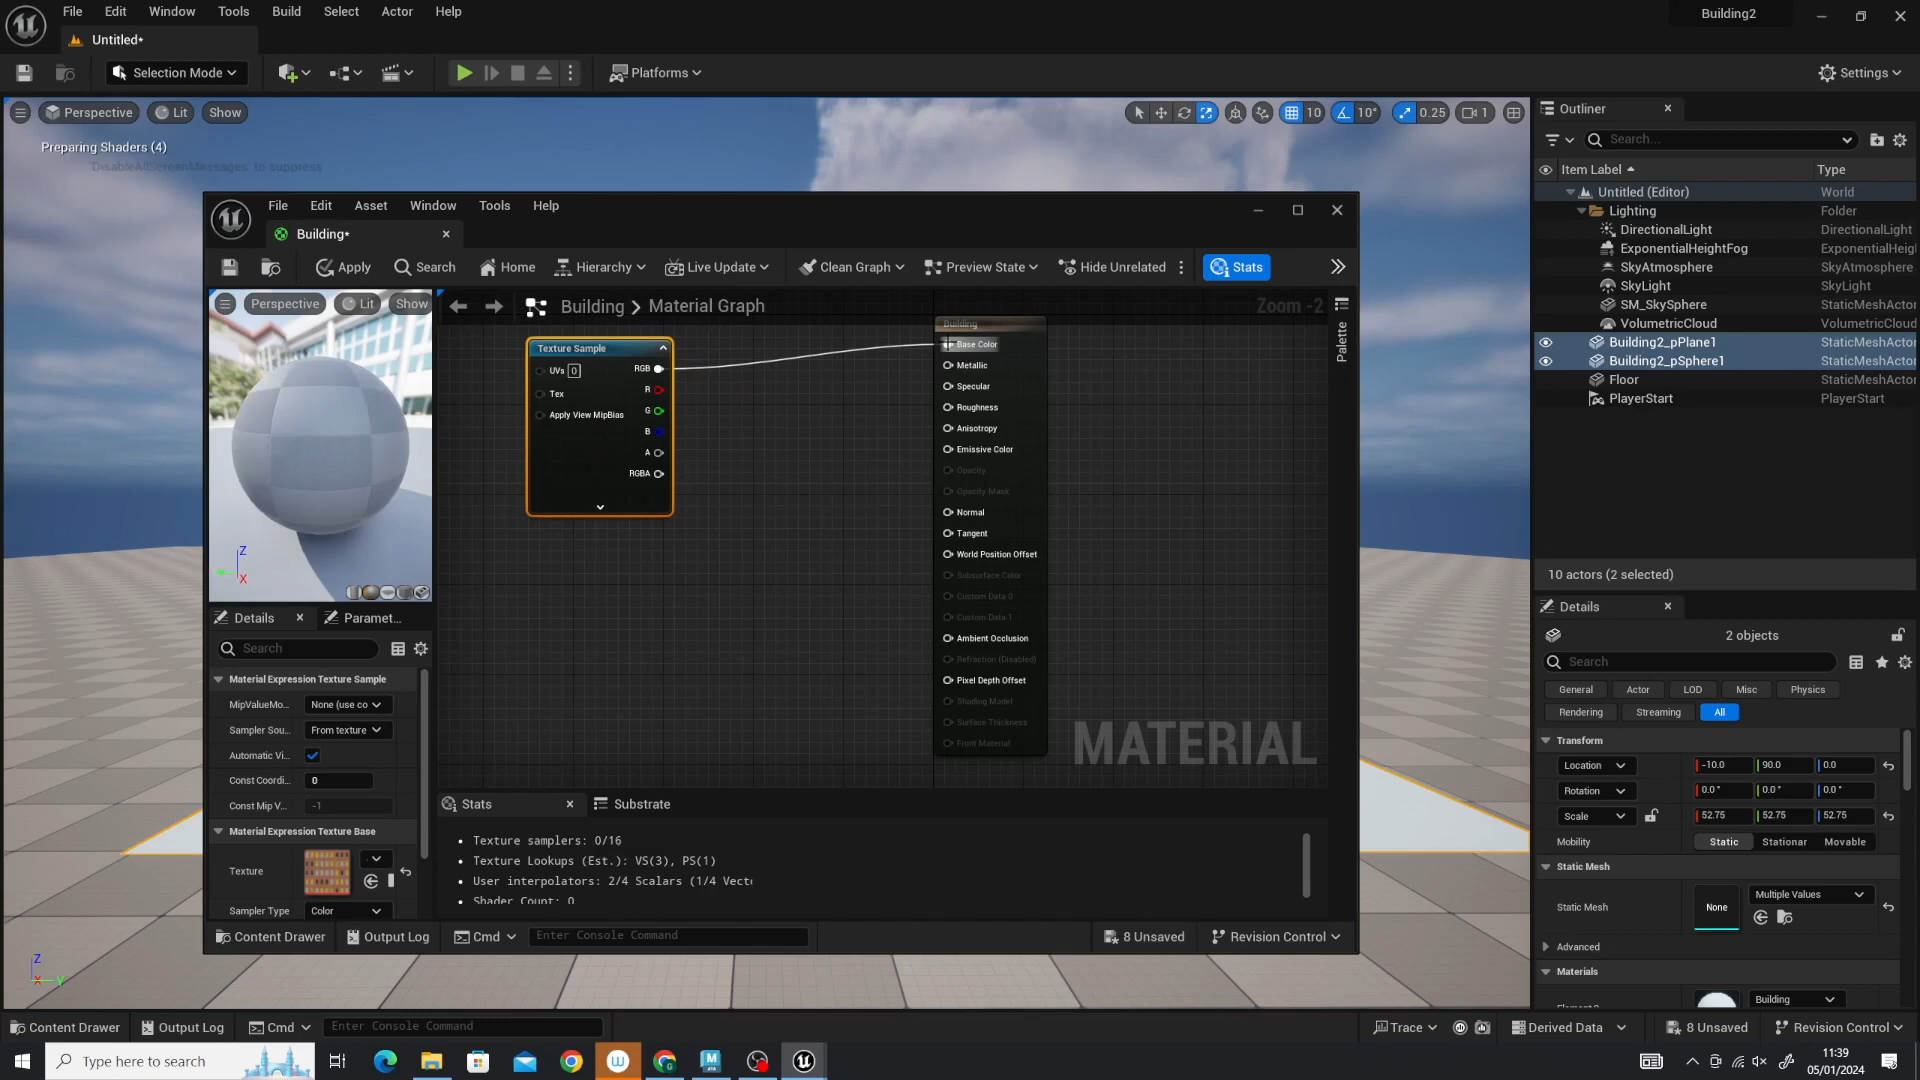 File Edit Window Tools Build Select Actor Help
Building2
Untitled*
Selection Mode
Platforms
Settings
Perspective Lit Show
10 10° 0.25 1
Preparing Shaders (4)
'DisableAllScreenMessages' to suppress
Outliner
Search...
Item Label Type
Untitled (Editor) World
Lighting Folder
DirectionalLight DirectionalLight
ExponentialHeightFog ExponentialHeigh
SkyAtmosphere SkyAtmosphere
SkyLight SkyLight
SM_SkySphere StaticMeshActor
VolumetricCloud VolumetricCloud
Building2_pPlane1 StaticMeshActor
Building2_pSphere1 StaticMeshActor
Floor StaticMeshActor
PlayerStart PlayerStart
10 actors (2 selected)
Details
2 objects
Search
General Actor LOD Misc Physics
Rendering Streaming All
Transform
Location -10.0 90.0 0.0
Rotation 0.0° 0.0° 0.0°
Scale 52.75 52.75 52.75
Mobility Static Stationar Movable
Static Mesh
Static Mesh None Multiple Values
Advanced
Materials
Building
File Edit Asset Window Tools Help
Building*
Apply Search Home Hierarchy Live Update Clean Graph Preview State Hide Unrelated Stats
Perspective Lit Show
Z
X
Building > Material Graph
Zoom -2
Palette
Texture Sample
UVs 0
Tex
Apply View MipBias
RGB
R
G
B
A
RGBA
Building
Base Color
Metallic
Specular
Roughness
Anisotropy
Emissive Color
Opacity
Opacity Mask
Normal
Tangent
World Position Offset
Subsurface Color
Custom Data 0
Custom Data 1
Ambient Occlusion
Refraction (Disabled)
Pixel Depth Offset
Shading Model
Surface Thickness
Front Material
MATERIAL
Details Paramet...
Search
Material Expression Texture Sample
MipValueMo... None (use co
Sampler Sou... From texture
Automatic Vi...
Const Coordi... 0
Const Mip V... -1
Material Expression Texture Base
Texture
Sampler Type Color
Stats Substrate
Texture samplers: 0/16
Texture Lookups (Est.): VS(3), PS(1)
User interpolators: 2/4 Scalars (1/4 Vect
Shader Count: 0
Content Drawer Output Log Cmd Enter Console Command 8 Unsaved Revision Control
Z
X Y
Content Drawer Output Log Cmd Enter Console Command Trace Derived Data 8 Unsaved Revision Control
Type here to search
11:39
05/01/2024